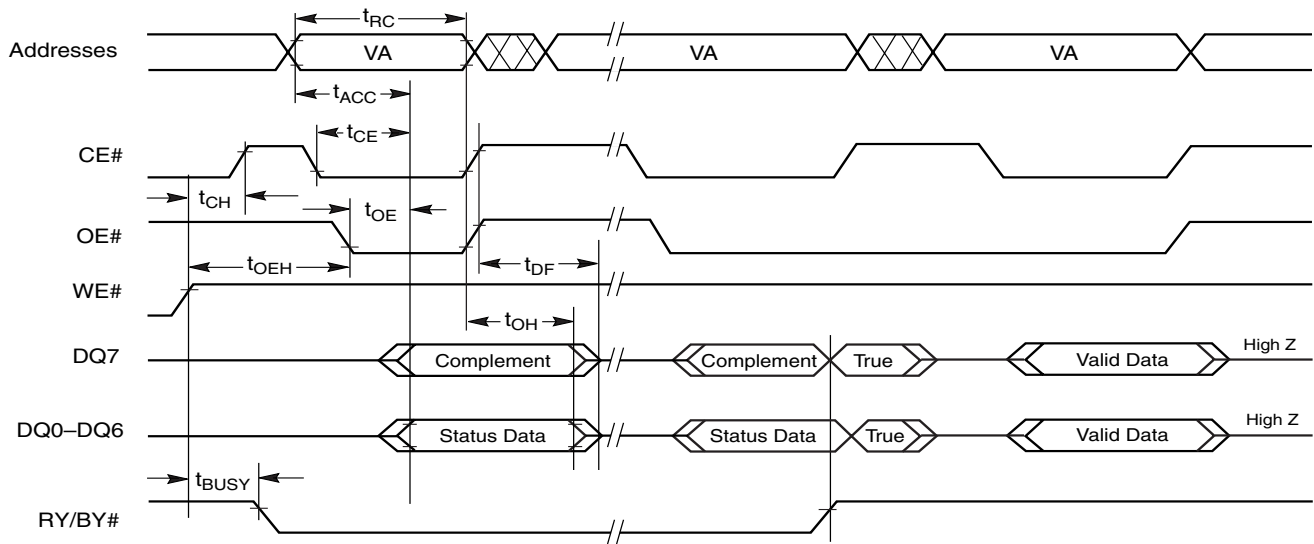 tRC
Addresses VA VA VA
tACC
tCE
CE#
tCH tOE
OE#
tOEH tDF
WE#
tOH
DQ7 Complement Complement True Valid Data High Z
DQ0–DQ6 Status Data Status Data True Valid Data High Z
tBUSY
RY/BY#